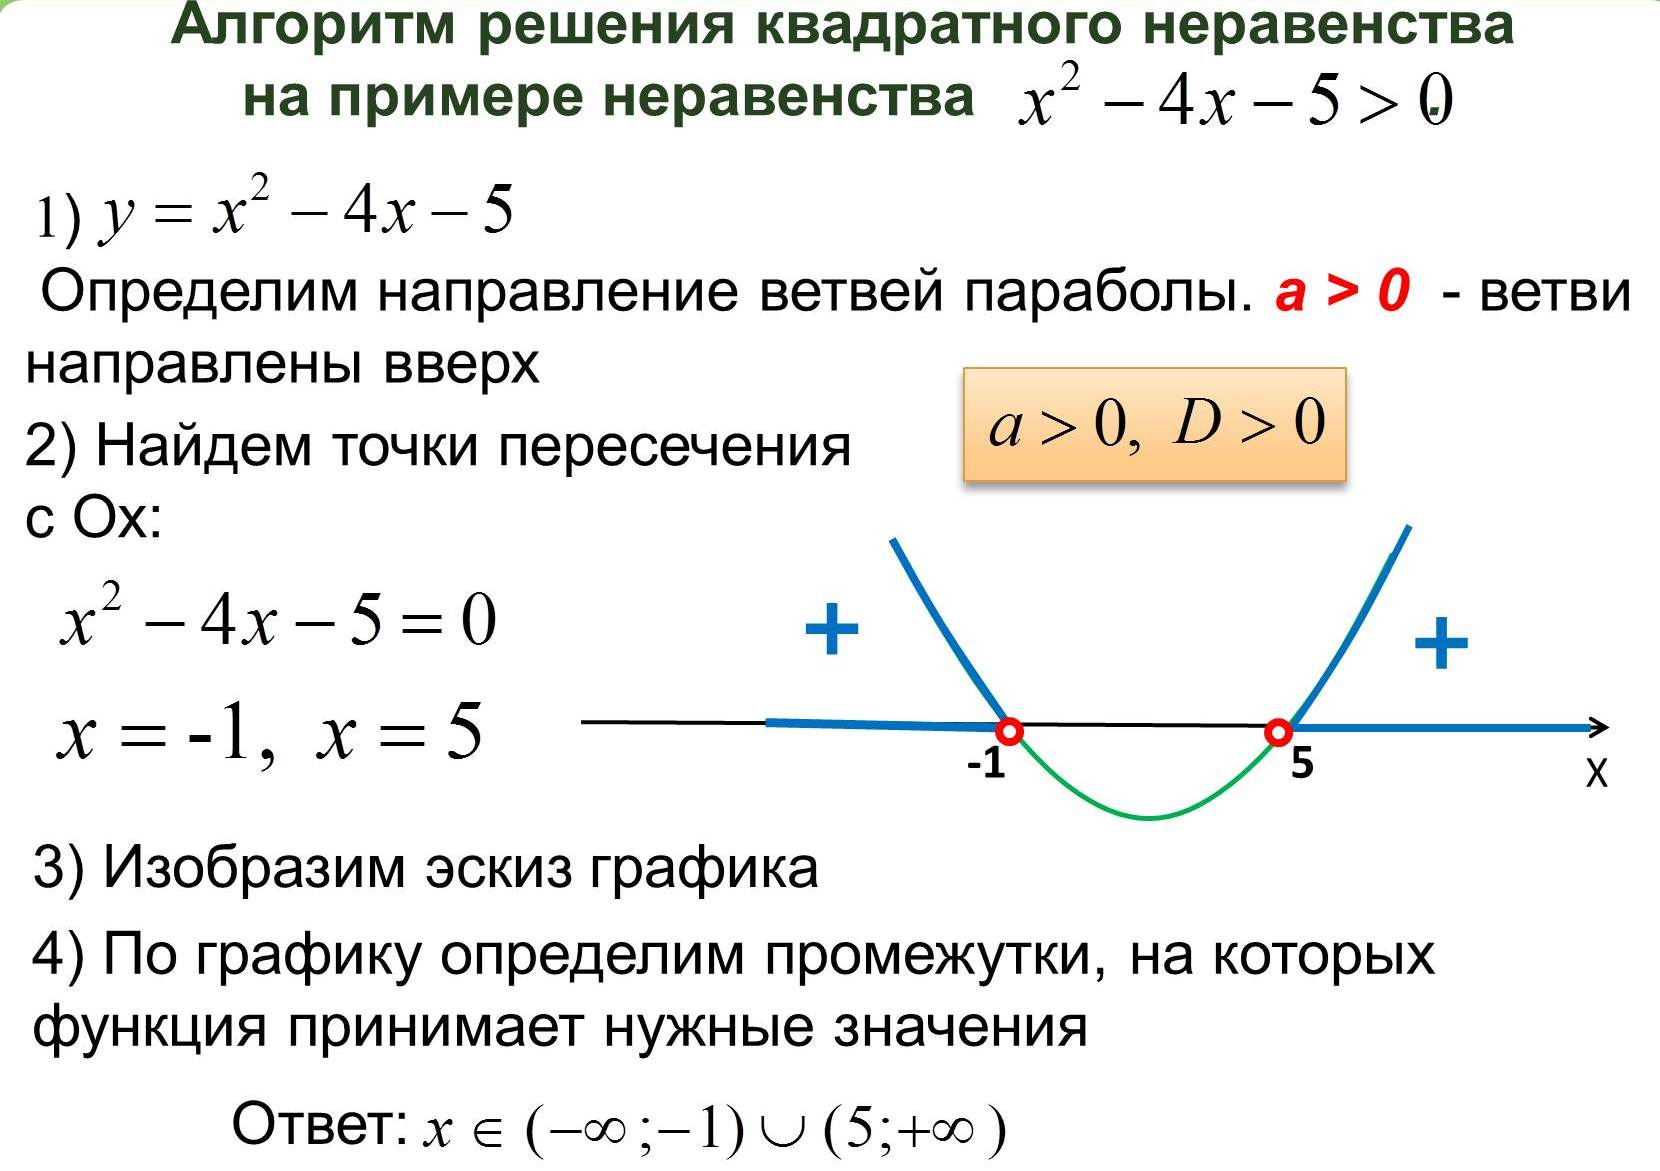 Алгоритм решения квадратного неравенства
на примере неравенства x² − 4x − 5 > 0.
1) y = x² − 4x − 5
Определим направление ветвей параболы. a > 0 - ветви
направлены вверх
a > 0, D > 0
2) Найдем точки пересечения
с Ох:
x² − 4x − 5 = 0
x = -1, x = 5
+ +
-1 5 X
3) Изобразим эскиз графика
4) По графику определим промежутки, на которых
функция принимает нужные значения
Ответ: x ∈ (−∞;−1) ∪ (5;+∞)